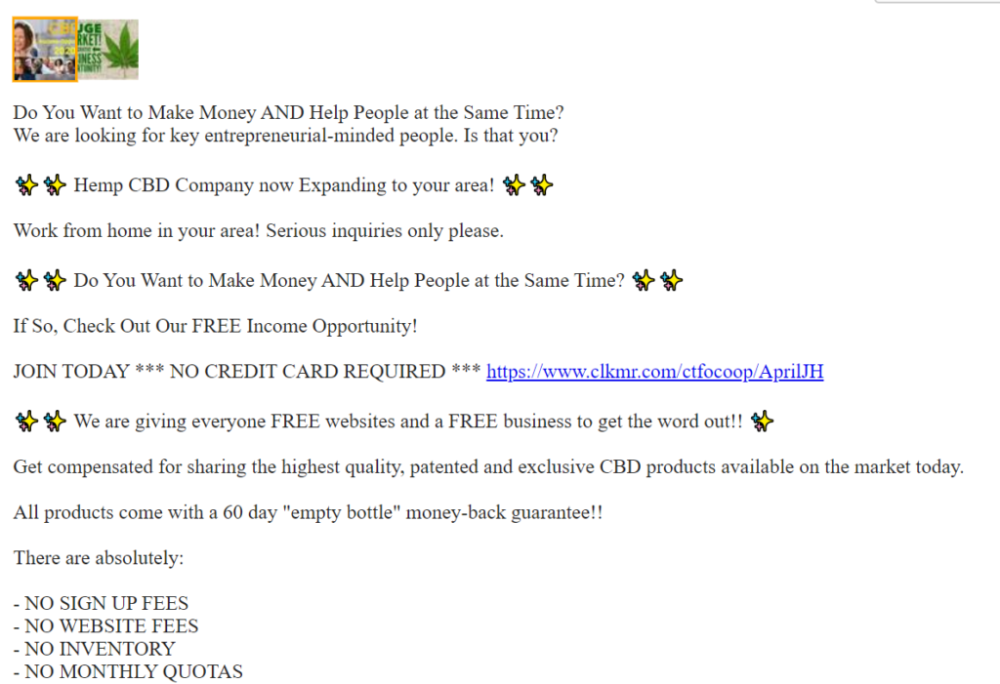 CBD
2020
UGE
RKET!
NESS
Do You Want to Make Money AND Help People at the Same Time?
We are looking for key entrepreneurial-minded people. Is that you?
Hemp CBD Company now Expanding to your area!
Work from home in your area! Serious inquiries only please.
Do You Want to Make Money AND Help People at the Same Time?
If So, Check Out Our FREE Income Opportunity!
JOIN TODAY *** NO CREDIT CARD REQUIRED *** https://www.clkmr.com/ctfocoop/AprilJH
We are giving everyone FREE websites and a FREE business to get the word out!!
Get compensated for sharing the highest quality, patented and exclusive CBD products available on the market today.
All products come with a 60 day "empty bottle" money-back guarantee!!
There are absolutely:
- NO SIGN UP FEES
- NO WEBSITE FEES
- NO INVENTORY
- NO MONTHLY QUOTAS